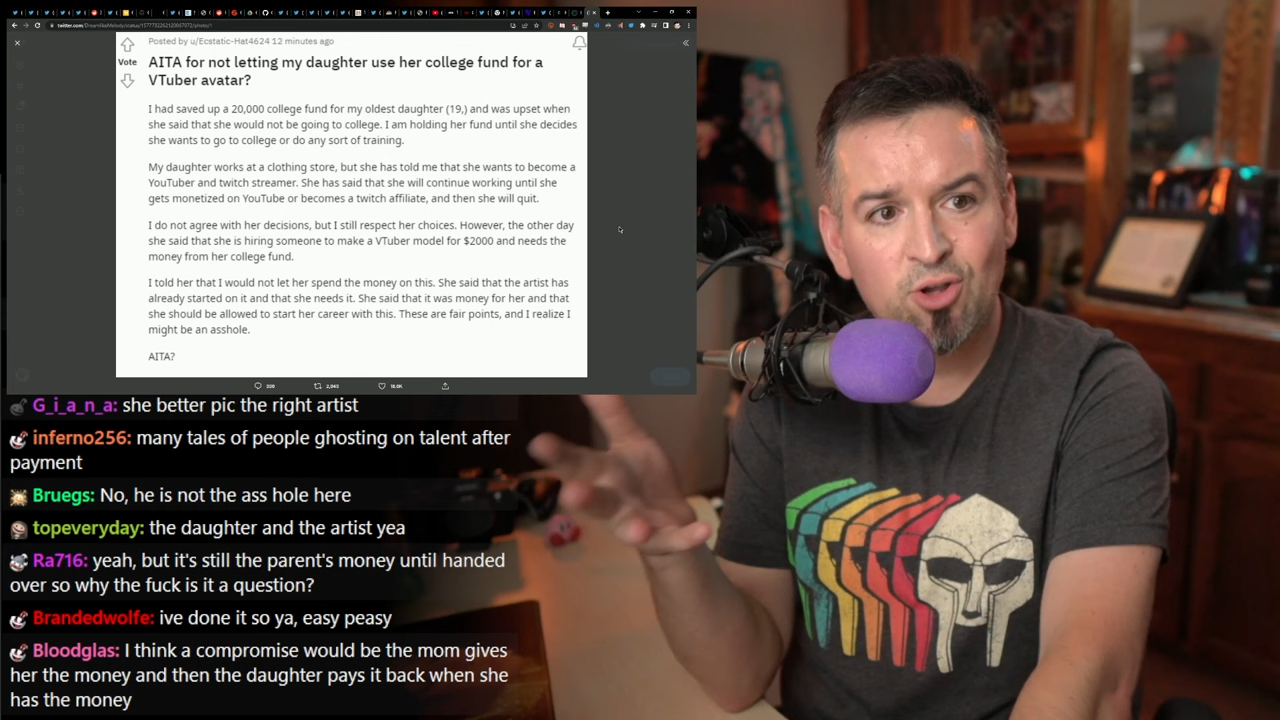 twitter.com/DreamlikeMelody/status/1577732262120087072/photo/1
Posted by u/Ecstatic-Hat4624 12 minutes ago
Vote
AITA for not letting my daughter use her college fund for a
VTuber avatar?
I had saved up a 20,000 college fund for my oldest daughter (19,) and was upset when
she said that she would not be going to college. I am holding her fund until she decides
she wants to go to college or do any sort of training.
My daughter works at a clothing store, but she has told me that she wants to become a
YouTuber and twitch streamer. She has said that she will continue working until she
gets monetized on YouTube or becomes a twitch affiliate, and then she will quit.
I do not agree with her decisions, but I still respect her choices. However, the other day
she said that she is hiring someone to make a VTuber model for $2000 and needs the
money from her college fund.
I told her that I would not let her spend the money on this. She said that the artist has
already started on it and that she needs it. She said that it was money for her and that
she should be allowed to start her career with this. These are fair points, and I realize I
might be an asshole.
AITA?
G_i_a_n_a: she better pic the right artist
inferno256: many tales of people ghosting on talent after
payment
Bruegs: No, he is not the ass hole here
topeveryday: the daughter and the artist yea
Ra716: yeah, but it's still the parent's money until handed
over so why the fuck is it a question?
Brandedwolfe: ive done it so ya, easy peasy
Bloodglas: I think a compromise would be the mom gives
her the money and then the daughter pays it back when she
has the money